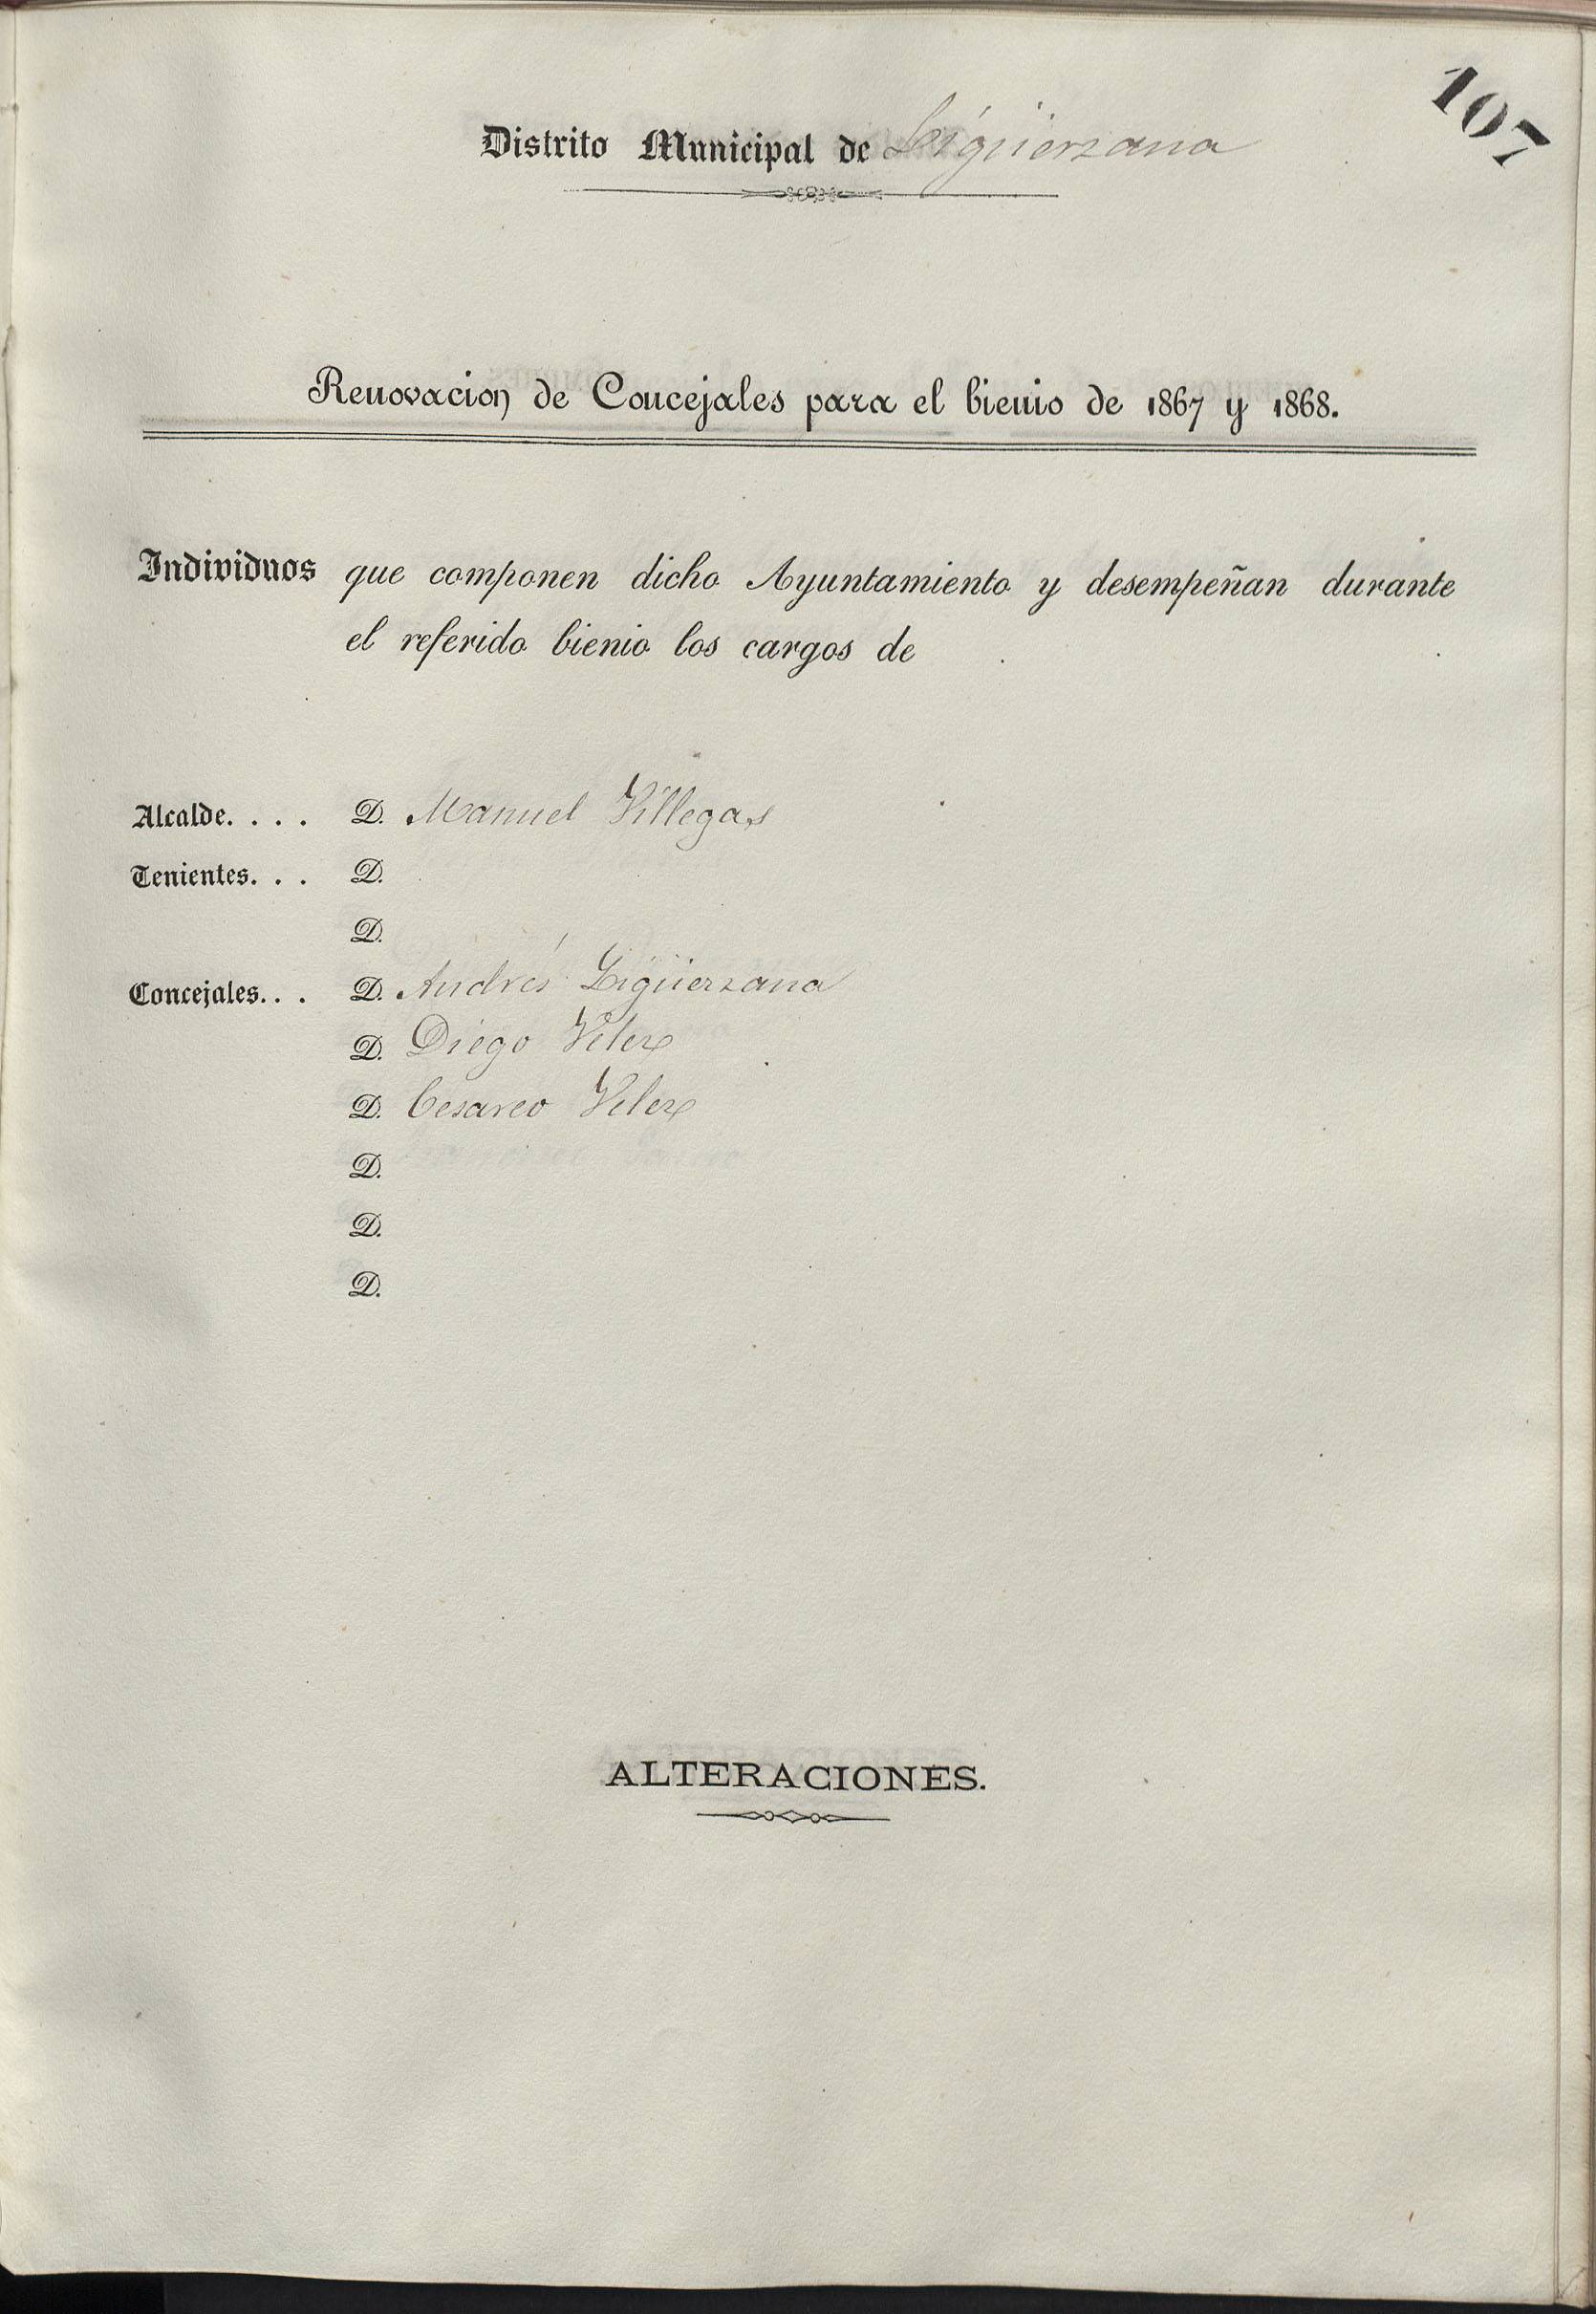 107
Distrito Municipal de Ligüerzana
Renovacion de Concejales para el bienio de 1867 y 1868.
Individuos que componen dicho Ayuntamiento y desempeñan durante
el referido bienio los cargos de
Alcalde. . . . D. Manuel Villegas
Tenientes. . . D.
D.
Concejales. . . D. Andrés Ligüerzana
D. Diego Velez
D. Cesareo Velez
D.
D.
D.
ALTERACIONES.